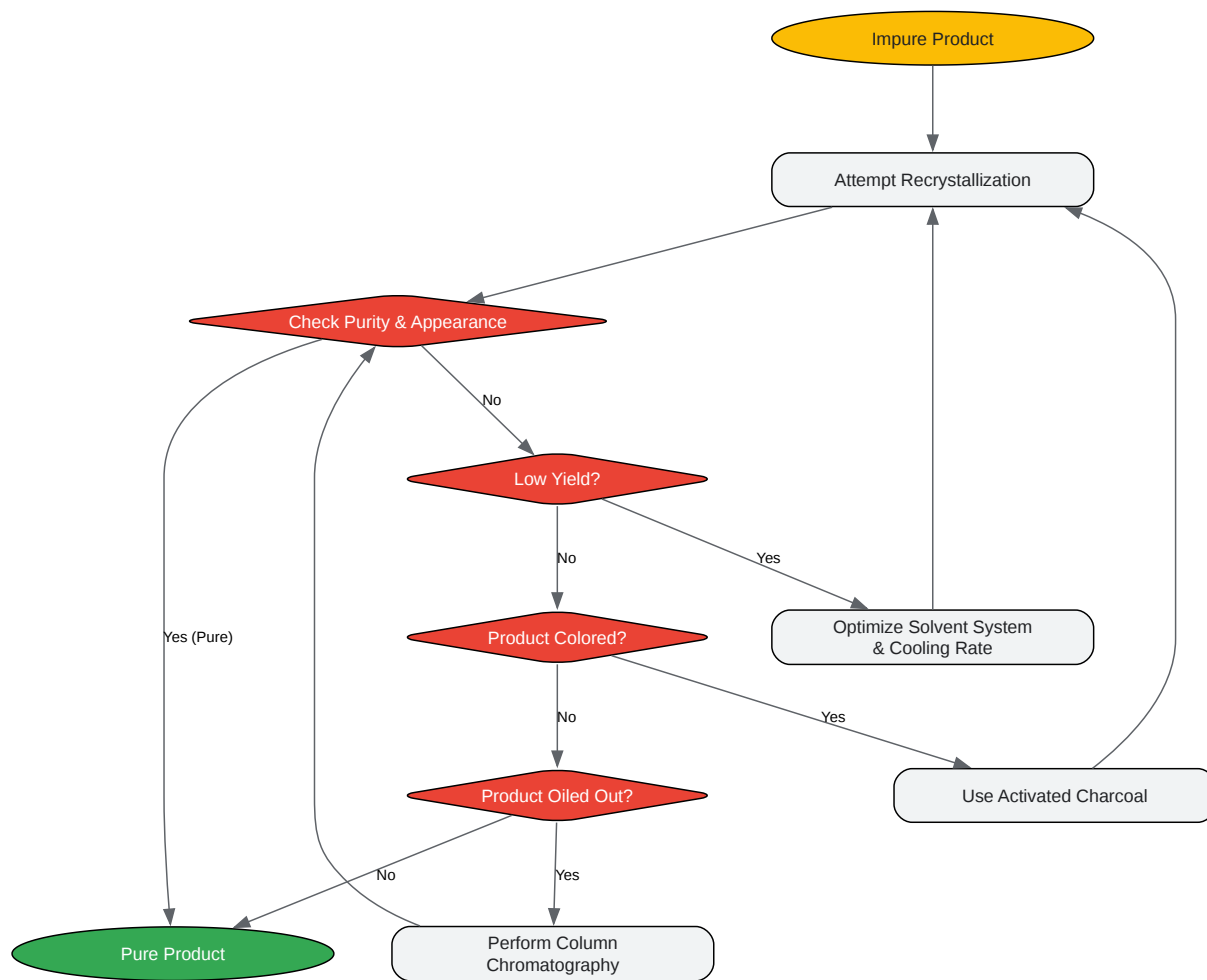 Impure Product
Attempt Recrystallization
Check Purity & Appearance
No
Low Yield?
No
Yes
Yes (Pure)
Product Colored?
Optimize Solvent System
& Cooling Rate
No
Yes
Product Oiled Out?
Use Activated Charcoal
No
Yes
Pure Product
Perform Column
Chromatography